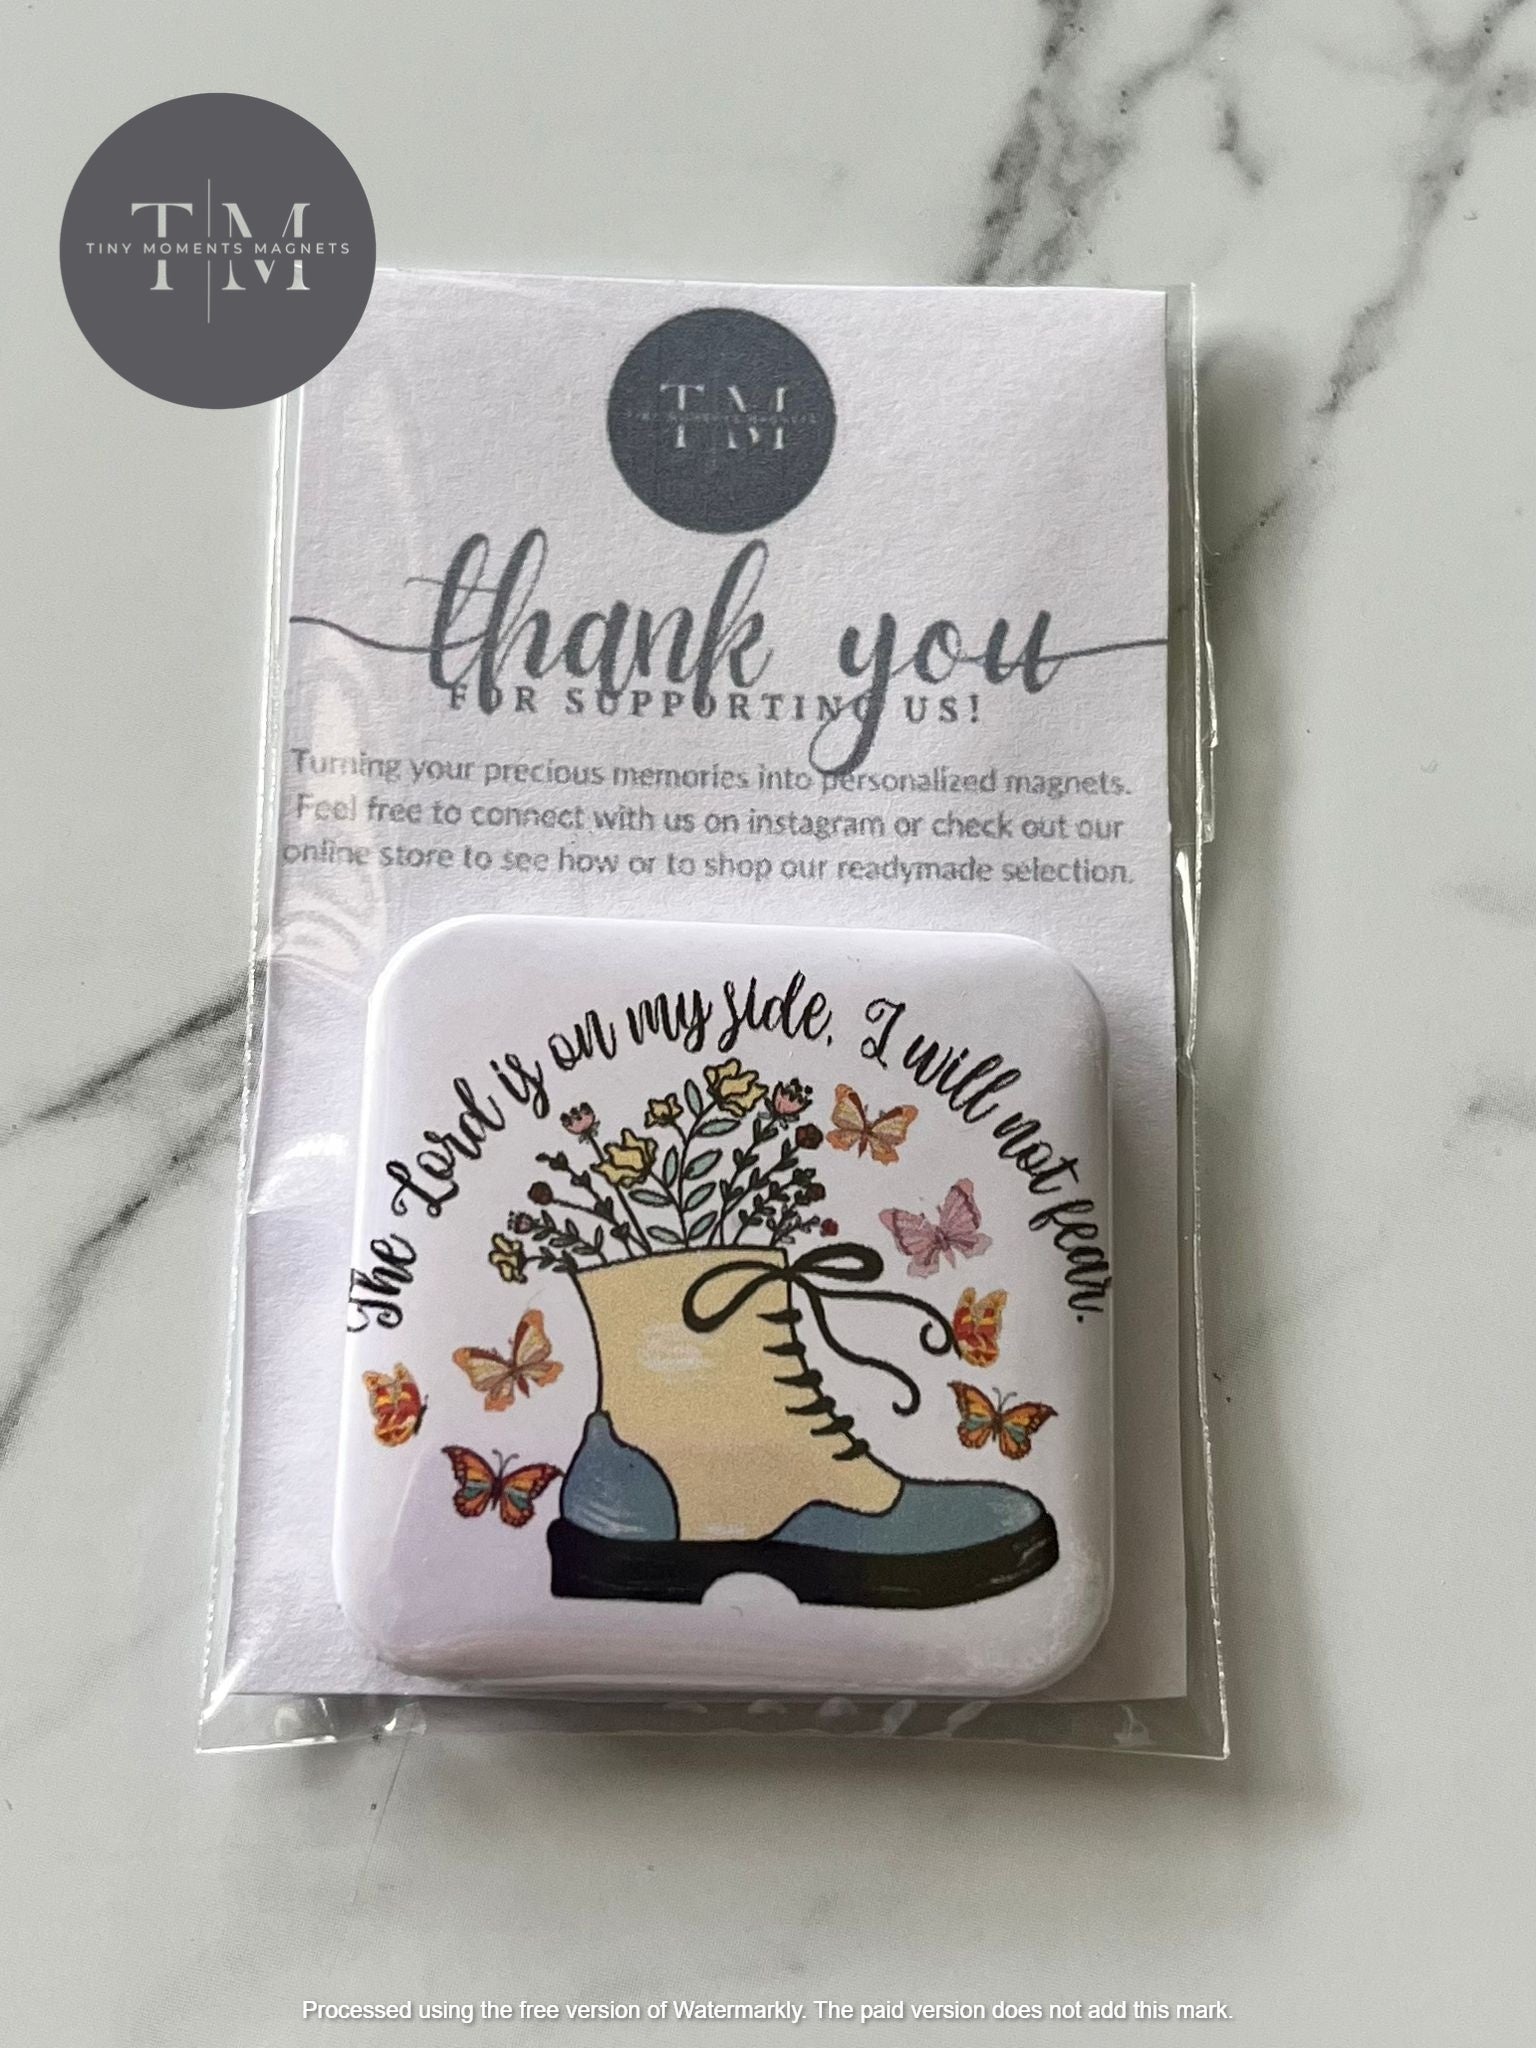 T M
TINY MOMENTS MAGNETS
T M
thank you
FOR SUPPORTING US!
Turning your precious memories into personalized magnets.
Feel free to connect with us on instagram or check out our
online store to see how or to shop our readymade selection.
The Lord is on my side, I will not fear.
Processed using the free version of Watermarkly. The paid version does not add this mark.